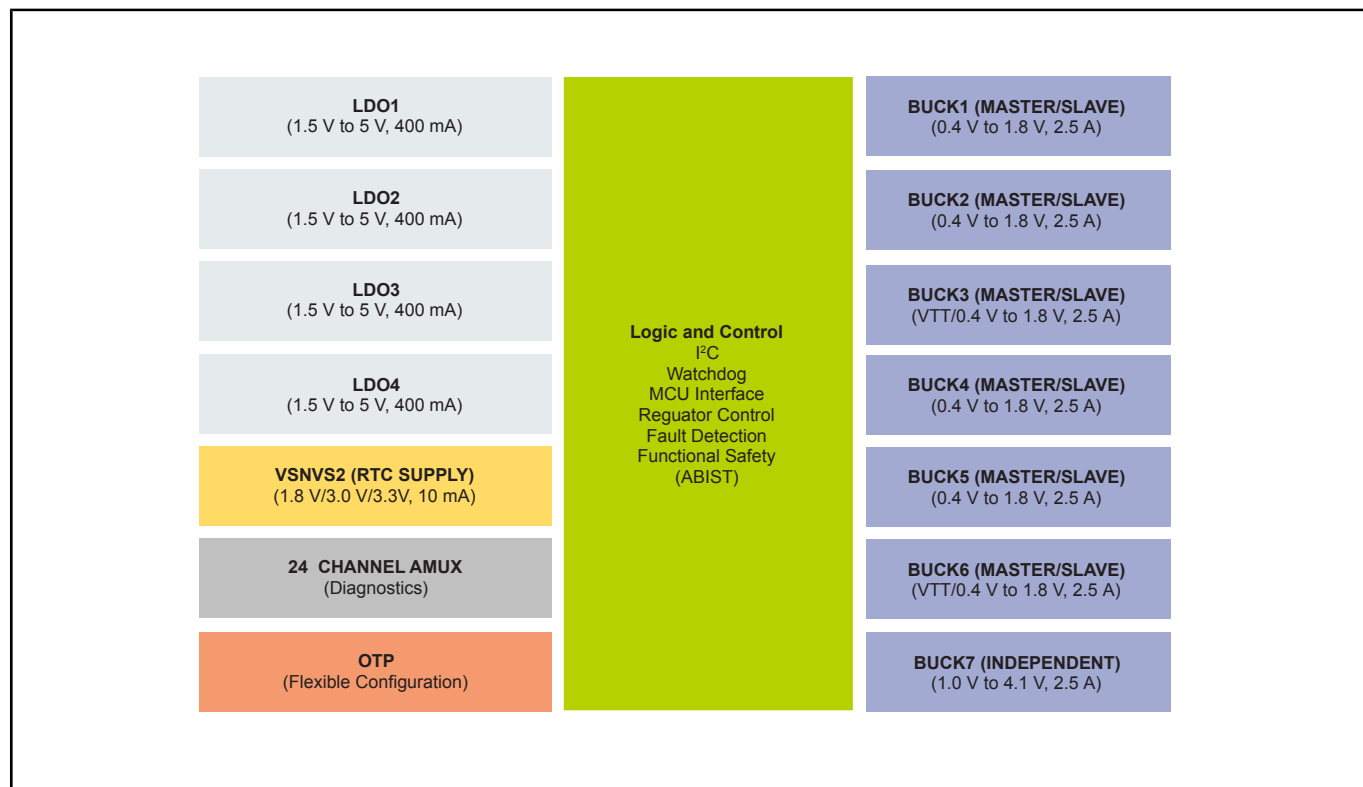 LDO1
(1.5 V to 5 V, 400 mA)
LDO2
(1.5 V to 5 V, 400 mA)
LDO3
(1.5 V to 5 V, 400 mA)
LDO4
(1.5 V to 5 V, 400 mA)
VSNVS2 (RTC SUPPLY)
(1.8 V/3.0 V/3.3V, 10 mA)
24 CHANNEL AMUX
(Diagnostics)
OTP
(Flexible Configuration)
Logic and Control
I²C
Watchdog
MCU Interface
Reguator Control
Fault Detection
Functional Safety
(ABIST)
BUCK1 (MASTER/SLAVE)
(0.4 V to 1.8 V, 2.5 A)
BUCK2 (MASTER/SLAVE)
(0.4 V to 1.8 V, 2.5 A)
BUCK3 (MASTER/SLAVE)
(VTT/0.4 V to 1.8 V, 2.5 A)
BUCK4 (MASTER/SLAVE)
(0.4 V to 1.8 V, 2.5 A)
BUCK5 (MASTER/SLAVE)
(0.4 V to 1.8 V, 2.5 A)
BUCK6 (MASTER/SLAVE)
(VTT/0.4 V to 1.8 V, 2.5 A)
BUCK7 (INDEPENDENT)
(1.0 V to 4.1 V, 2.5 A)